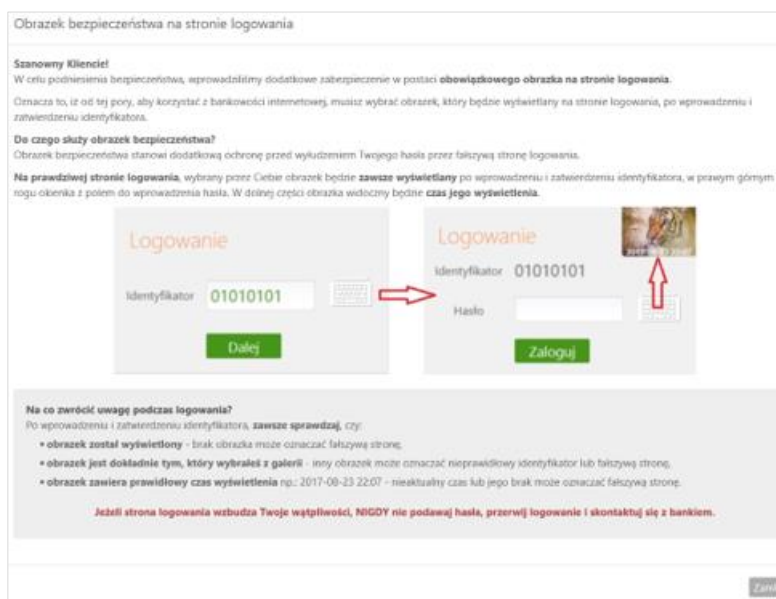 Obrazek bezpieczeństwa na stronie logowania
Szanowny Kliencie!
W celu podniesienia bezpieczeństwa, wprowadziliśmy dodatkowe zabezpieczenie w postaci obowiązkowego obrazka na stronie logowania.
Oznacza to, iż od tej pory, aby korzystać z bankowości internetowej, musisz wybrać obrazek, który będzie wyświetlany na stronie logowania, po wprowadzeniu i
zatwierdzeniu identyfikatora.
Do czego służy obrazek bezpieczeństwa?
Obrazek bezpieczeństwa stanowi dodatkową ochronę przed wyłudzeniem Twojego hasła przez fałszywą stronę logowania.
Na prawdziwej stronie logowania, wybrany przez Ciebie obrazek będzie zawsze wyświetlany po wprowadzeniu i zatwierdzeniu identyfikatora, w prawym górnym
rogu okienka z polem do wprowadzenia hasła. W dolnej części obrazka widoczny będzie czas jego wyświetlenia.
Logowanie
Identyfikator 01010101
Dalej
Logowanie
Identyfikator 01010101
Hasło
Zaloguj
Na co zwrócić uwagę podczas logowania?
Po wprowadzeniu i zatwierdzeniu identyfikatora, zawsze sprawdzaj, czy:
• obrazek został wyświetlony - brak obrazka może oznaczać fałszywą stronę,
• obrazek jest dokładnie tym, który wybrałeś z galerii - inny obrazek może oznaczać nieprawidłowy identyfikator lub fałszywą stronę,
• obrazek zawiera prawidłowy czas wyświetlenia np.: 2017-08-23 22:07 - nieaktualny czas lub jego brak może oznaczać fałszywą stronę.
Jeżeli strona logowania wzbudza Twoje wątpliwości, NIGDY nie podawaj hasła, przerwij logowanie i skontaktuj się z bankiem.